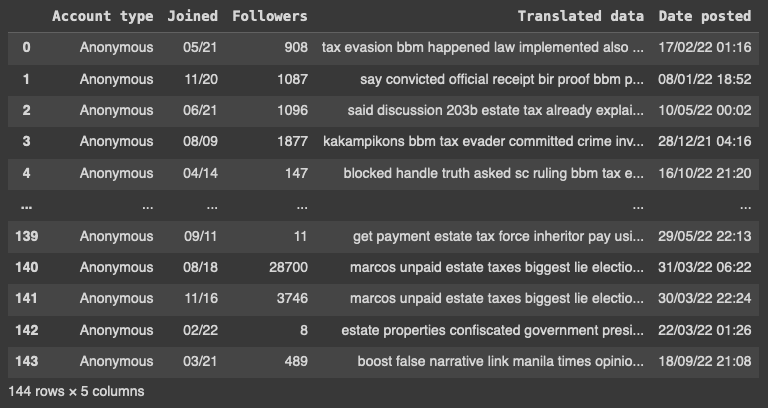 Account type Joined Followers Translated data Date posted
0 Anonymous 05/21 908 tax evasion bbm happened law implemented also ... 17/02/22 01:16
1 Anonymous 11/20 1087 say convicted official receipt bir proof bbm p... 08/01/22 18:52
2 Anonymous 06/21 1096 said discussion 203b estate tax already explai... 10/05/22 00:02
3 Anonymous 08/09 1877 kakampikons bbm tax evader committed crime inv... 28/12/21 04:16
4 Anonymous 04/14 147 blocked handle truth asked sc ruling bbm tax e... 16/10/22 21:20
... ... ... ... ... ...
139 Anonymous 09/11 11 get payment estate tax force inheritor pay usi... 29/05/22 22:13
140 Anonymous 08/18 28700 marcos unpaid estate taxes biggest lie electio... 31/03/22 06:22
141 Anonymous 11/16 3746 marcos unpaid estate taxes biggest lie electio... 30/03/22 22:24
142 Anonymous 02/22 8 estate properties confiscated government presi... 22/03/22 01:26
143 Anonymous 03/21 489 boost false narrative link manila times opinio... 18/09/22 21:08
144 rows × 5 columns